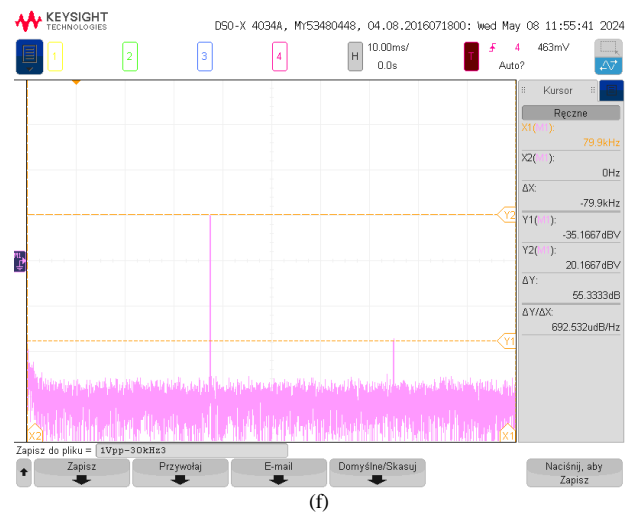 KEYSIGHT
TECHNOLOGIES
DSO-X 4034A, MY53480448, 04.08.2016071800: Wed May 08 11:55:41 2024
1 2 3 4 H 10.00ms/ 0.0s T 4 463mV Auto?
Kursor
Ręczne
X1(M1):
79.9kHz
X2(M1):
0Hz
ΔX:
-79.9kHz
Y1(M1):
-35.1667dBV
Y2(M1):
20.1667dBV
ΔY:
55.3333dB
ΔY/ΔX:
692.532udB/Hz
Y2
Y1
X2 X1
Zapisz do pliku = 1Vpp-30kHz3
Zapisz Przywołaj E-mail Domyślne/Skasuj Naciśnij, aby Zapisz
(f)